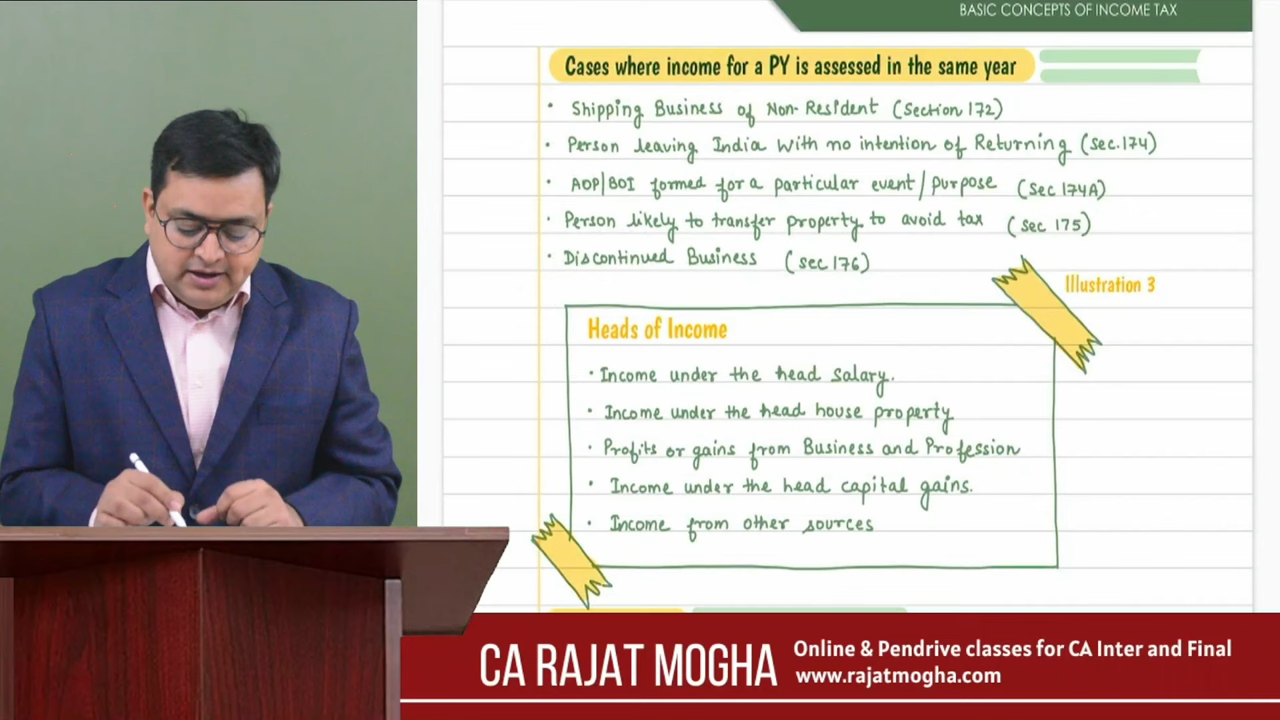 BASIC CONCEPTS OF INCOME TAX
Cases where income for a PY is assessed in the same year
• Shipping Business of Non-Resident (Section 172)
• Person leaving India with no intention of Returning (Sec.174)
• AOP/BOI formed for a particular event/purpose (Sec 174A)
• Person likely to transfer property to avoid tax (sec 175)
• Discontinued Business (sec 176)
Illustration 3
Heads of Income
• Income under the head Salary.
• Income under the head house property
• Profits or gains from Business and Profession
• Income under the head capital gains.
• Income from other sources
CA RAJAT MOGHA
Online & Pendrive classes for CA Inter and Final
www.rajatmogha.com